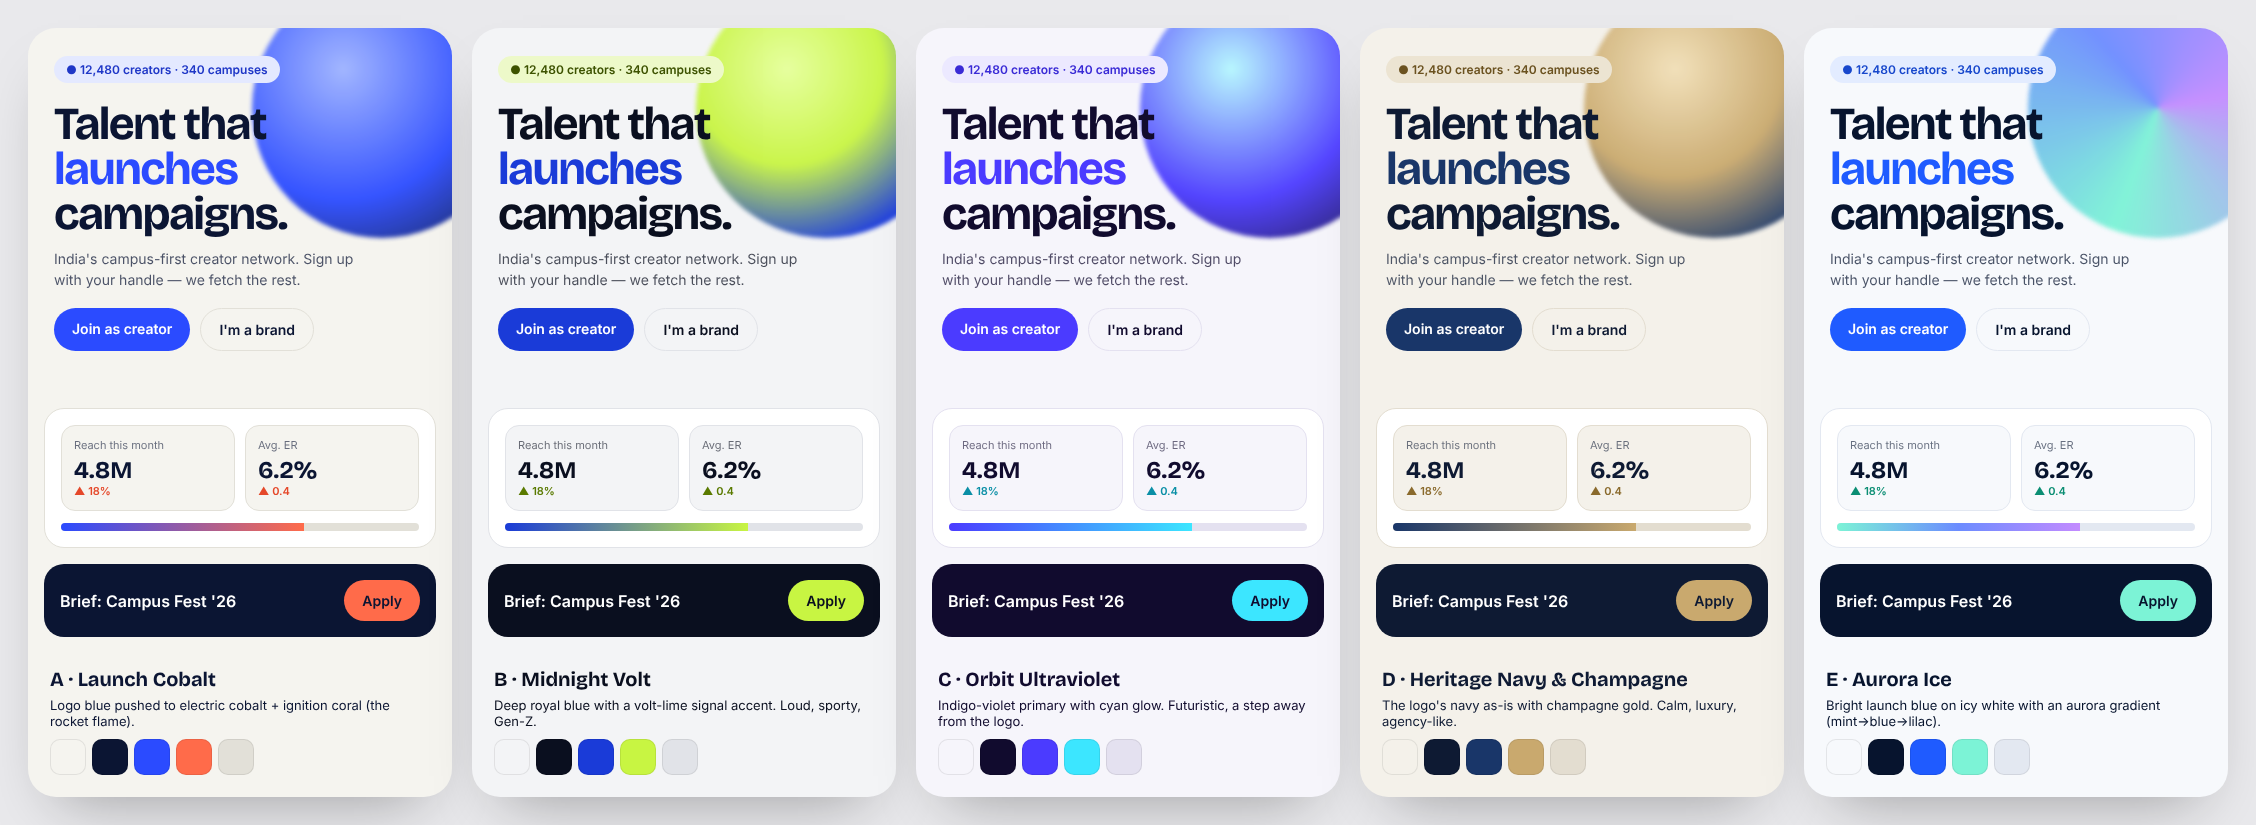 12,480 creators · 340 campuses
Talent that
launches
campaigns.
India's campus-first creator network. Sign up
with your handle — we fetch the rest.
Join as creator
I'm a brand
Reach this month
4.8M
▲ 18%
Avg. ER
6.2%
▲ 0.4
Brief: Campus Fest '26
Apply
A · Launch Cobalt
Logo blue pushed to electric cobalt + ignition coral (the
rocket flame).
12,480 creators · 340 campuses
Talent that
launches
campaigns.
India's campus-first creator network. Sign up
with your handle — we fetch the rest.
Join as creator
I'm a brand
Reach this month
4.8M
▲ 18%
Avg. ER
6.2%
▲ 0.4
Brief: Campus Fest '26
Apply
B · Midnight Volt
Deep royal blue with a volt-lime signal accent. Loud, sporty,
Gen-Z.
12,480 creators · 340 campuses
Talent that
launches
campaigns.
India's campus-first creator network. Sign up
with your handle — we fetch the rest.
Join as creator
I'm a brand
Reach this month
4.8M
▲ 18%
Avg. ER
6.2%
▲ 0.4
Brief: Campus Fest '26
Apply
C · Orbit Ultraviolet
Indigo-violet primary with cyan glow. Futuristic, a step away
from the logo.
12,480 creators · 340 campuses
Talent that
launches
campaigns.
India's campus-first creator network. Sign up
with your handle — we fetch the rest.
Join as creator
I'm a brand
Reach this month
4.8M
▲ 18%
Avg. ER
6.2%
▲ 0.4
Brief: Campus Fest '26
Apply
D · Heritage Navy & Champagne
The logo's navy as-is with champagne gold. Calm, luxury,
agency-like.
12,480 creators · 340 campuses
Talent that
launches
campaigns.
India's campus-first creator network. Sign up
with your handle — we fetch the rest.
Join as creator
I'm a brand
Reach this month
4.8M
▲ 18%
Avg. ER
6.2%
▲ 0.4
Brief: Campus Fest '26
Apply
E · Aurora Ice
Bright launch blue on icy white with an aurora gradient
(mint→blue→lilac).